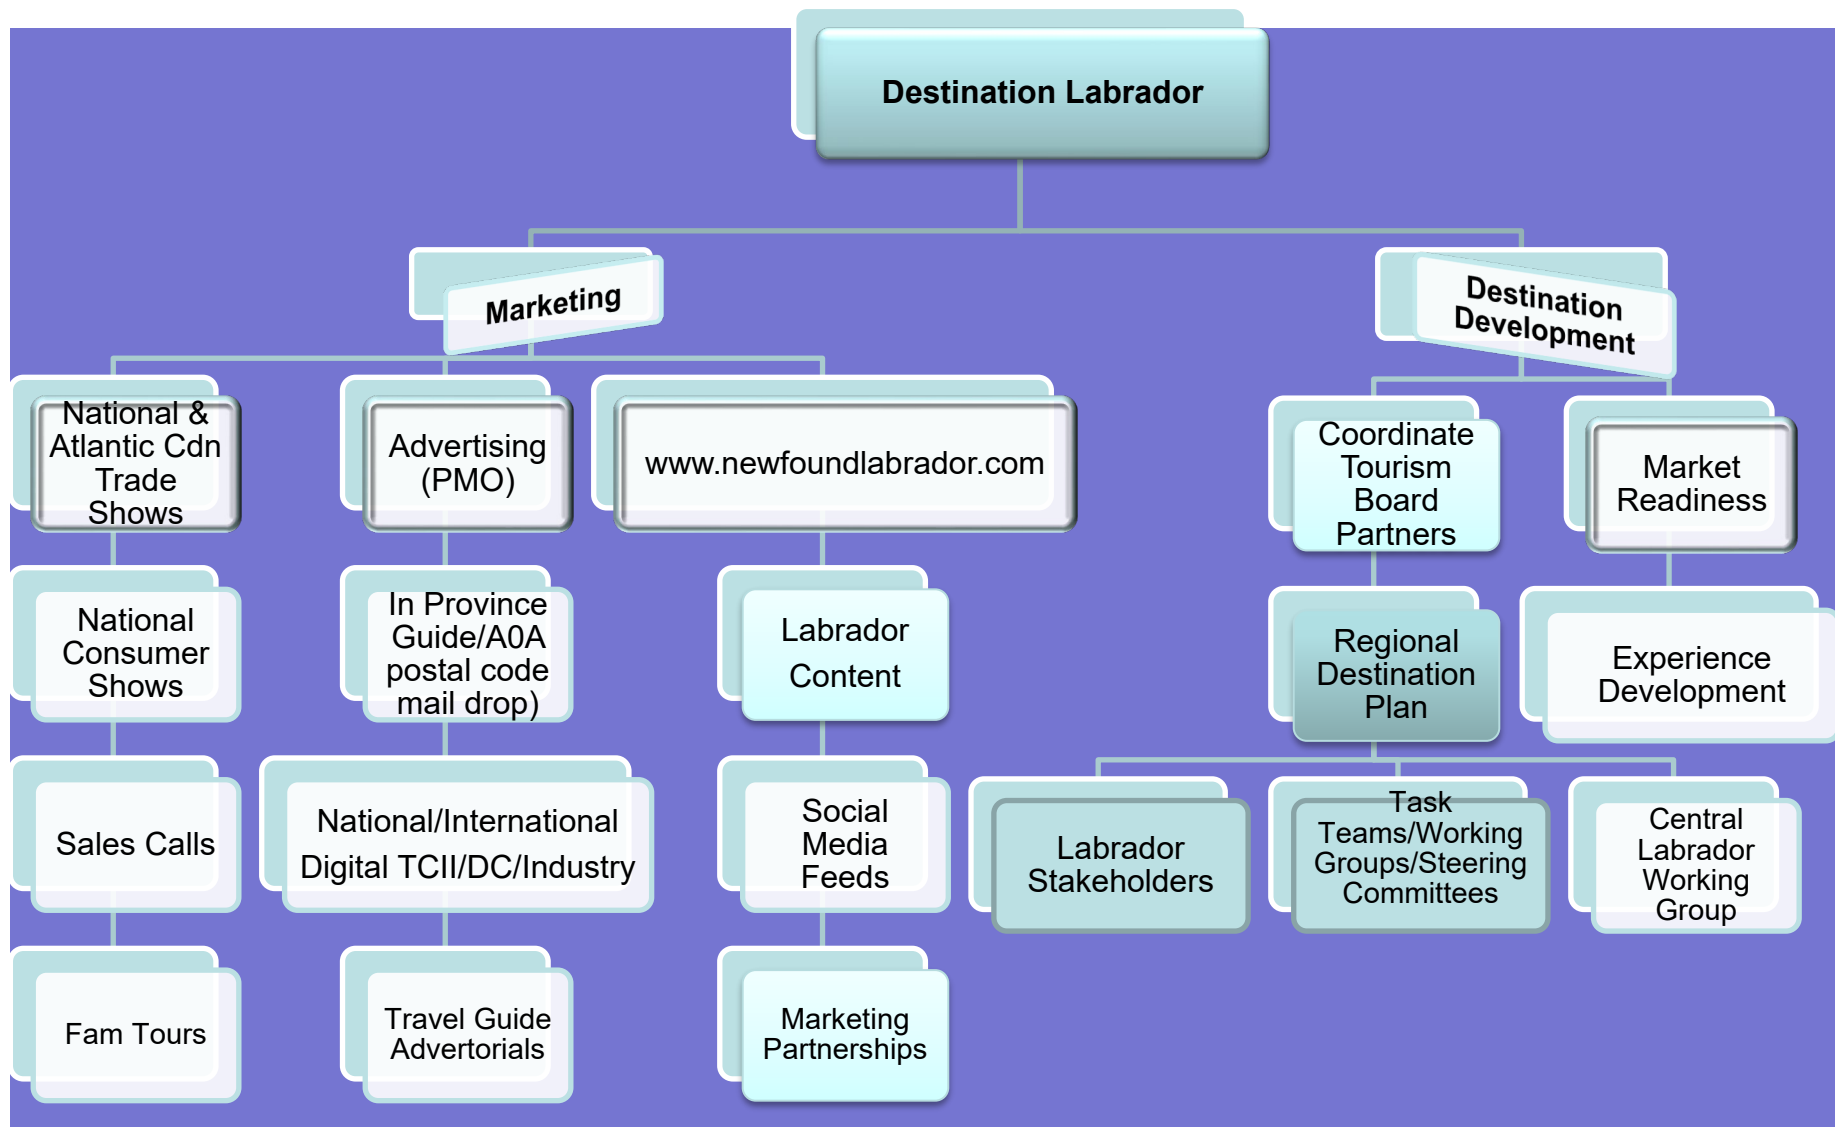 Destination Labrador
Marketing
Destination
Development
National &
Atlantic Cdn
Trade
Shows
Advertising
(PMO)
www.newfoundlabrador.com
Coordinate
Tourism
Board
Partners
Market
Readiness
National
Consumer
Shows
In Province
Guide/A0A
postal code
mail drop)
Labrador
Content
Regional
Destination
Plan
Experience
Development
Sales Calls
National/International
Digital TCII/DC/Industry
Social
Media
Feeds
Labrador
Stakeholders
Task
Teams/Working
Groups/Steering
Committees
Central
Labrador
Working
Group
Fam Tours
Travel Guide
Advertorials
Marketing
Partnerships